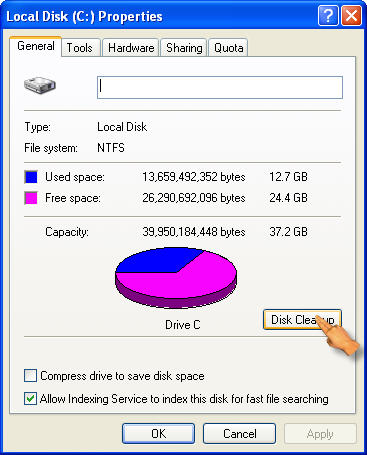 Local Disk (C:) Properties
General Tools Hardware Sharing Quota
Type: Local Disk
File system: NTFS
Used space: 13,659,492,352 bytes 12.7 GB
Free space: 26,290,692,096 bytes 24.4 GB
Capacity: 39,950,184,448 bytes 37.2 GB
Drive C
Disk Cleanup
Compress drive to save disk space
Allow Indexing Service to index this disk for fast file searching
OK Cancel Apply